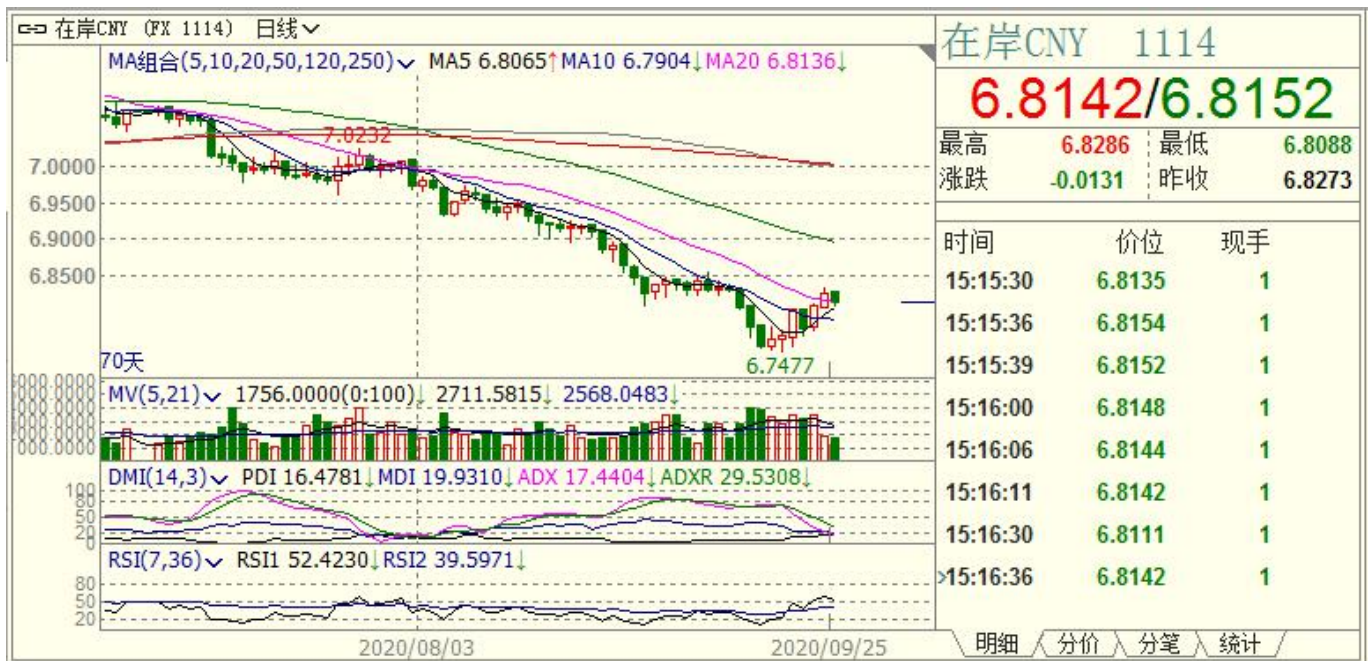 在岸CNY (FX 1114) 日线
MA组合(5,10,20,50,120,250) MA5 6.8065↑ MA10 6.7904↓ MA20 6.8136↓
7.0232
7.0000
6.9500
6.9000
6.8500
70天
6.7477
MV(5,21) 1756.0000(0:100)↓ 2711.5815↓ 2568.0483↓
DMI(14,3) PDI 16.4781↓ MDI 19.9310↓ ADX 17.4404↓ ADXR 29.5308↓
100
80
50
20
0
RSI(7,36) RSI1 52.4230↓ RSI2 39.5971↓
80
50
20
2020/08/03 2020/09/25
在岸CNY 1114
6.8142/6.8152
最高 6.8286 最低 6.8088
涨跌 -0.0131 昨收 6.8273
时间 价位 现手
15:15:30 6.8135 1
15:15:36 6.8154 1
15:15:39 6.8152 1
15:16:00 6.8148 1
15:16:06 6.8144 1
15:16:11 6.8142 1
15:16:30 6.8111 1
>15:16:36 6.8142 1
明细 分价 分笔 统计